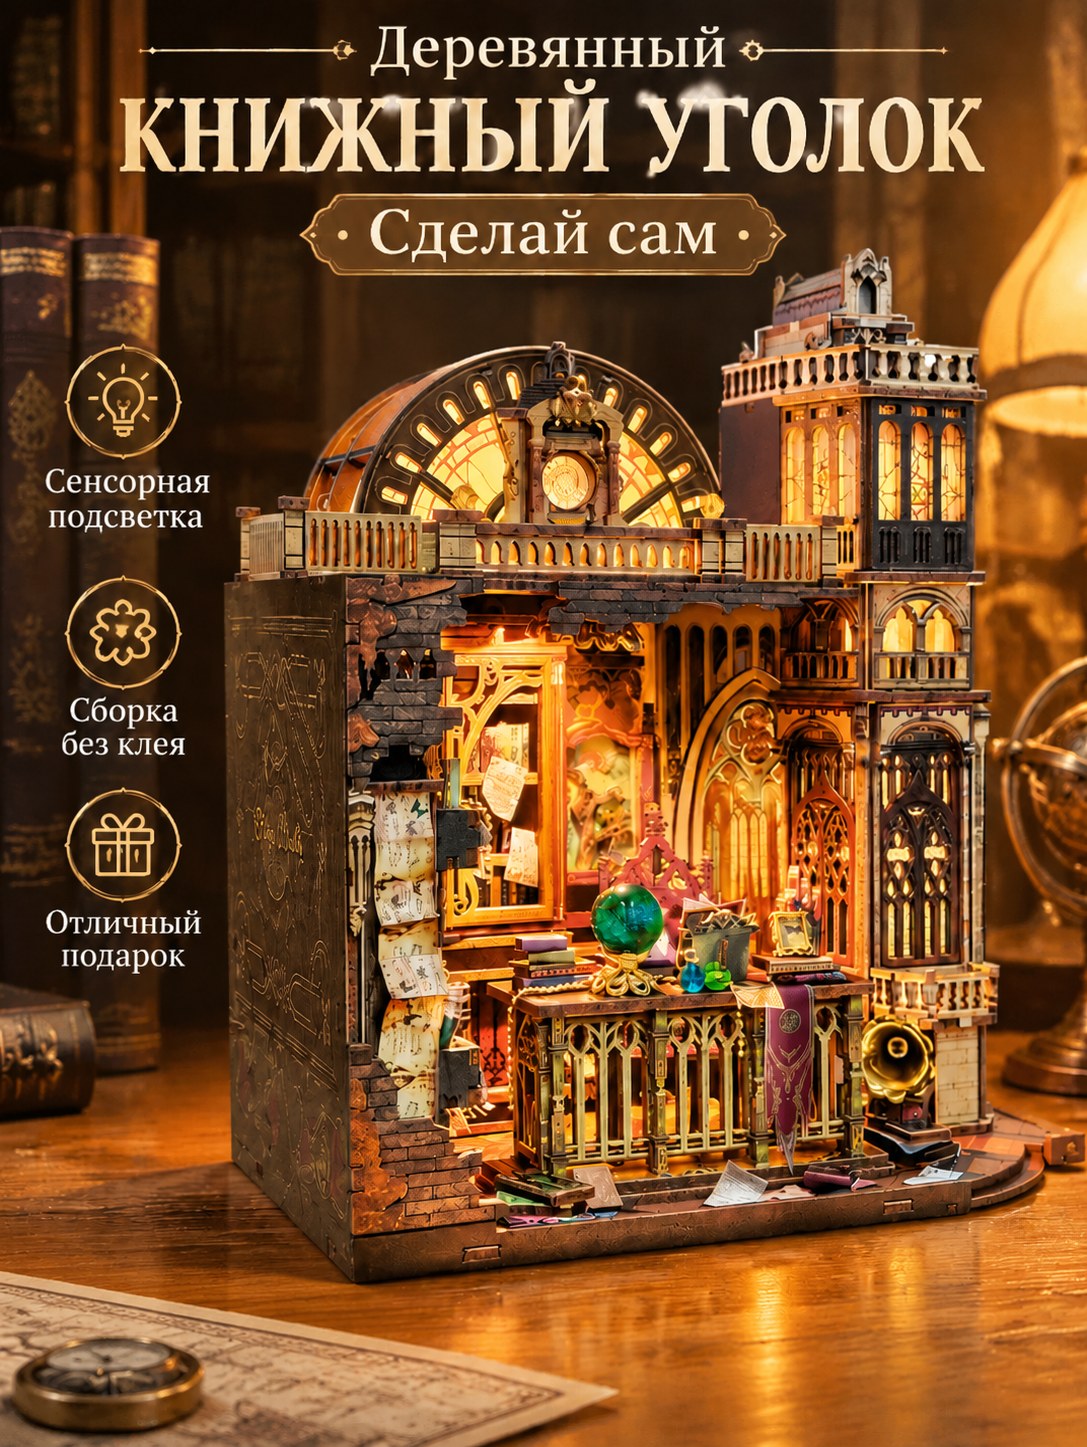 Деревянный
КНИЖНЫЙ УГОЛОК
Сделай сам
Сенсорная
подсветка
Сборка
без клея
Отличный
подарок